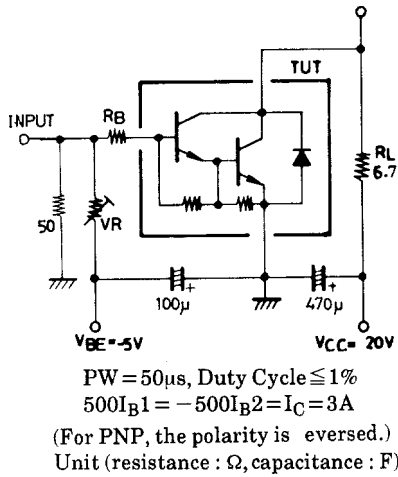 TUT
INPUT
RB
RL
6.7
50
VR
100μ
+
470μ
+
VBE=-5V
VCC= 20V
PW=50μs, Duty Cycle≦1%
500IB1=-500IB2=IC=3A
(For PNP, the polarity is eversed.)
Unit (resistance : Ω, capacitance : F)